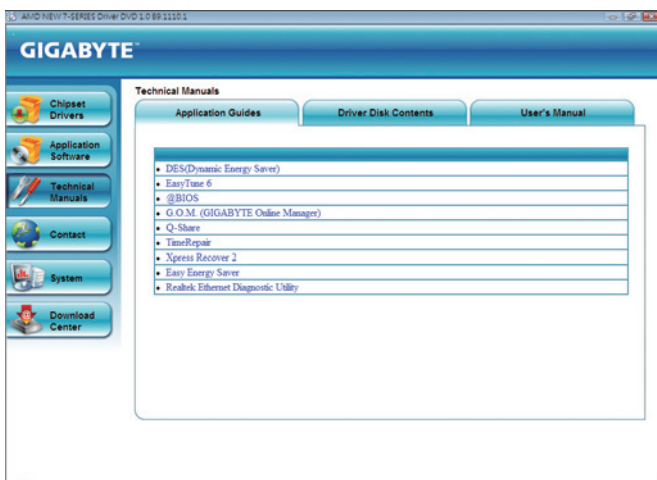 AMD NEW 7-SERIES Driver DVD 1.0 B9.1110.1
GIGABYTE™
Chipset
Drivers
Application
Software
Technical
Manuals
Contact
System
Download
Center
Technical Manuals
Application Guides
Driver Disk Contents
User's Manual
• DES(Dynamic Energy Saver)
• EasyTune 6
• @BIOS
• G.O.M. (GIGABYTE Online Manager)
• Q-Share
• TimeRepair
• Xpress Recover 2
• Easy Energy Saver
• Realtek Ethernet Diagnostic Utility